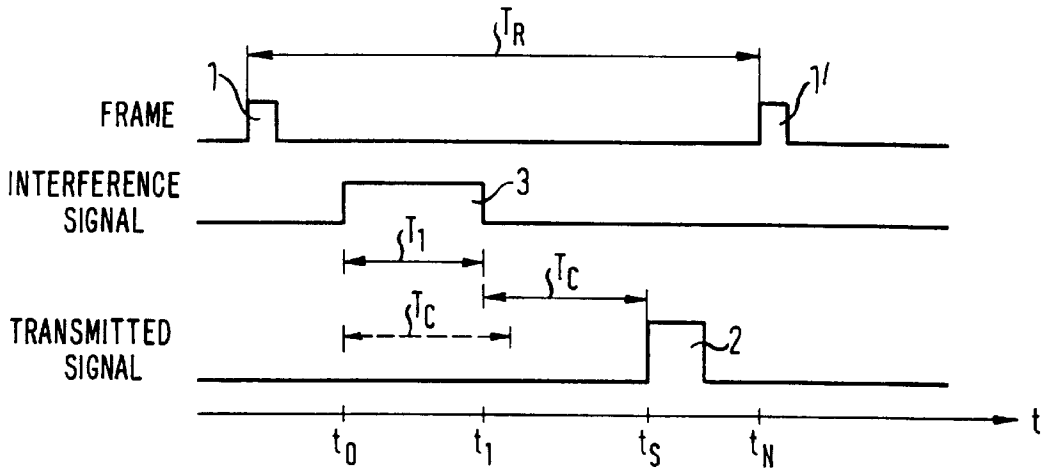 T_R
1
1'
FRAME
INTERFERENCE
SIGNAL
3
T_1
T_C
T_C
TRANSMITTED
SIGNAL
2
t_0
t_1
t_S
t_N
t